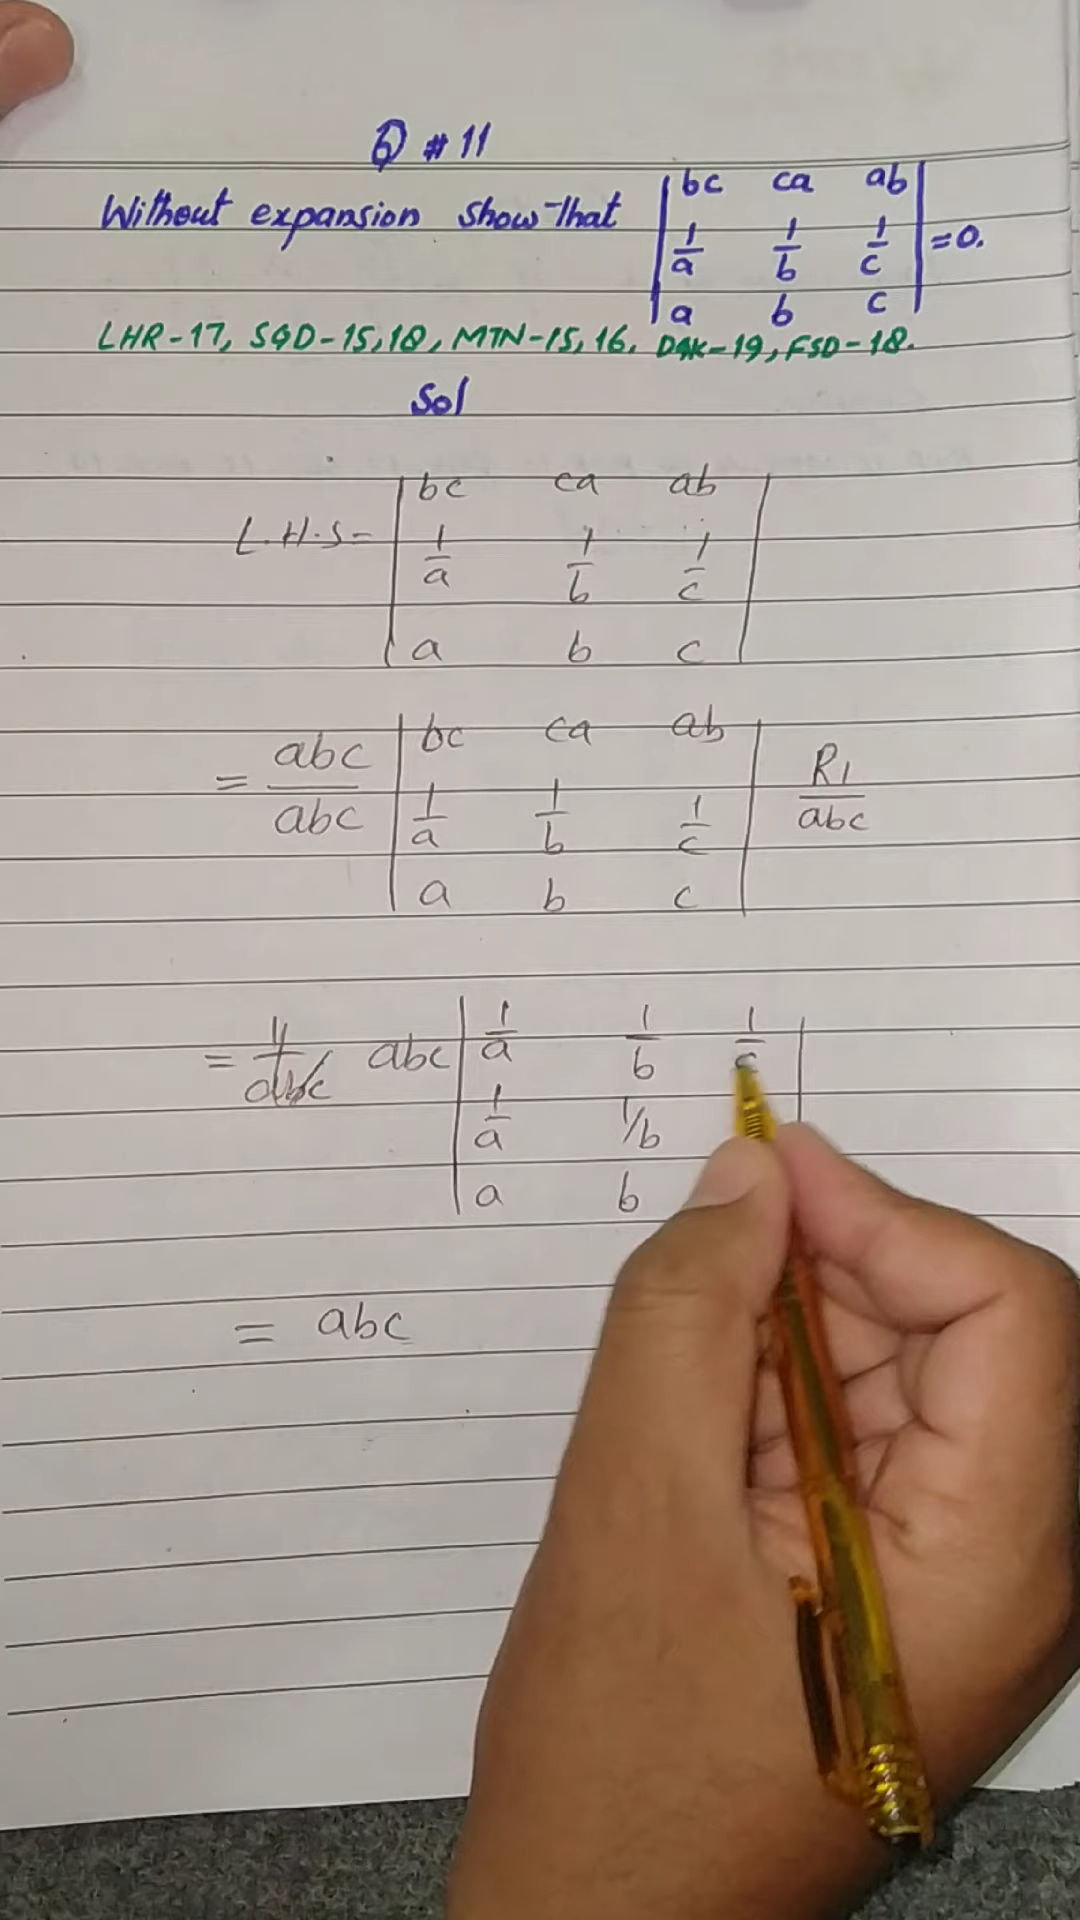 Q # 11
Without expansion show that | bc ca ab |
| 1/a 1/b 1/c | = 0.
| a b c |
LHR-17, SGD-15,18, MTN-15,16, DGK-19, FSD-18.
Sol
| bc ca ab |
L.H.S = | 1/a 1/b 1/c |
| a b c |
= abc/abc | bc ca ab | R1/abc
| 1/a 1/b 1/c |
| a b c |
= 1/abc abc | 1/a 1/b 1/c |
| 1/a 1/b
| a b
= abc